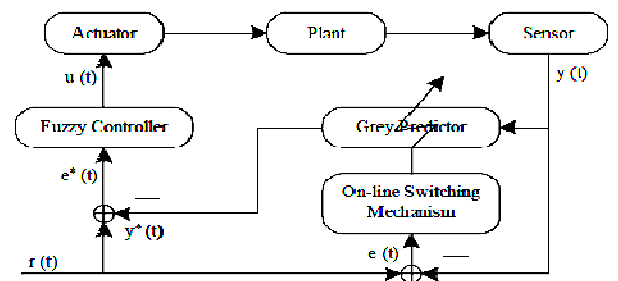 Actuator
Plant
Sensor
u (t)
y (t)
Fuzzy Controller
Grey Predictor
e* (t)
On-line Switching
Mechanism
y* (t)
e (t)
r (t)